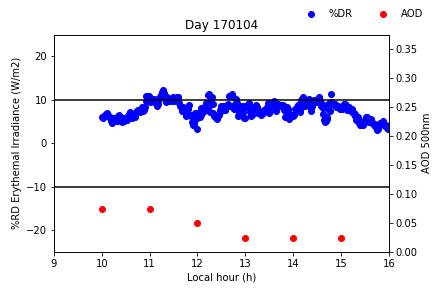 %DR AOD
Day 170104
%RD Erythemal Irradiance (W/m2)
20
10
0
−10
−20
0.35
0.30
0.25
0.20
0.15
0.10
0.05
0.00
AOD 500nm
9 10 11 12 13 14 15 16
Local hour (h)